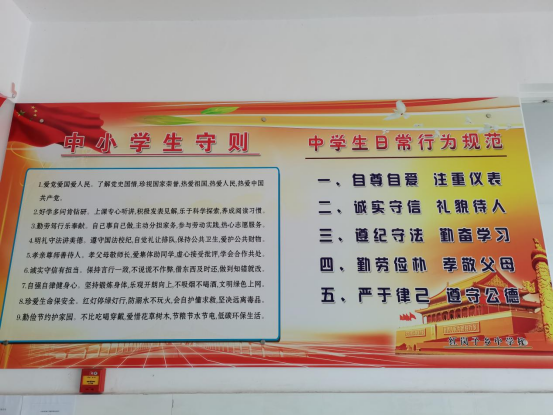 中小学生守则
1.爱党爱国爱人民。了解党史国情,珍视国家荣誉,热爱祖国,热爱人民,热爱中国
共产党。
2.好学多问肯钻研。上课专心听讲,积极发表见解,乐于科学探索,养成阅读习惯。
3.勤劳笃行乐奉献。自己事自己做,主动分担家务,参与劳动实践,热心志愿服务。
4.明礼守法讲美德。遵守国法校纪,自觉礼让排队,保持公共卫生,爱护公共财物。
5.孝亲尊师善待人。孝父母敬师长,爱集体助同学,虚心接受批评,学会合作共处。
6.诚实守信有担当。保持言行一致,不说谎不作弊,借东西及时还,做到知错就改。
7.自强自律健身心。坚持锻炼身体,乐观开朗向上,不吸烟不喝酒,文明绿色上网。
8.珍爱生命保安全。红灯停绿灯行,防溺水不玩火,会自护懂求救,坚决远离毒品。
9.勤俭节约护家园。不比吃喝穿戴,爱惜花草树木,节粮节水节电,低碳环保生活。
中学生日常行为规范
一、自尊自爱 注重仪表
二、诚实守信 礼貌待人
三、遵纪守法 勤奋学习
四、勤劳俭朴 孝敬父母
五、严于律己 遵守公德